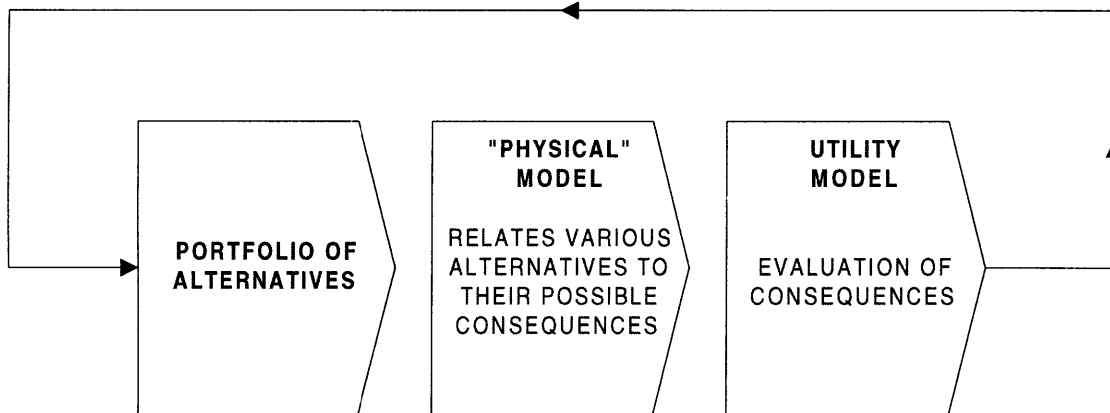 PORTFOLIO OF
ALTERNATIVES
"PHYSICAL"
MODEL
RELATES VARIOUS
ALTERNATIVES TO
THEIR POSSIBLE
CONSEQUENCES
UTILITY
MODEL
EVALUATION OF
CONSEQUENCES